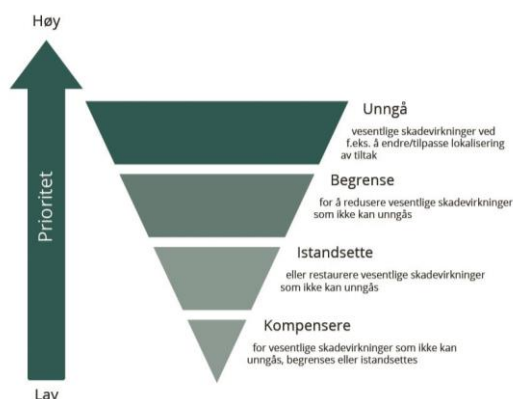 Høy
Prioritet
Unngå
vesentlige skadevirkninger ved
f.eks. å endre/tilpasse lokalisering
av tiltak
Begrense
for å redusere vesentlige skadevirkninger
som ikke kan unngås
Istandsette
eller restaurere vesentlige skadevirkninger
som ikke kan unngås
Kompensere
for vesentlige skadevirkninger som ikke kan
unngås, begrenses eller istandsettes
Lav